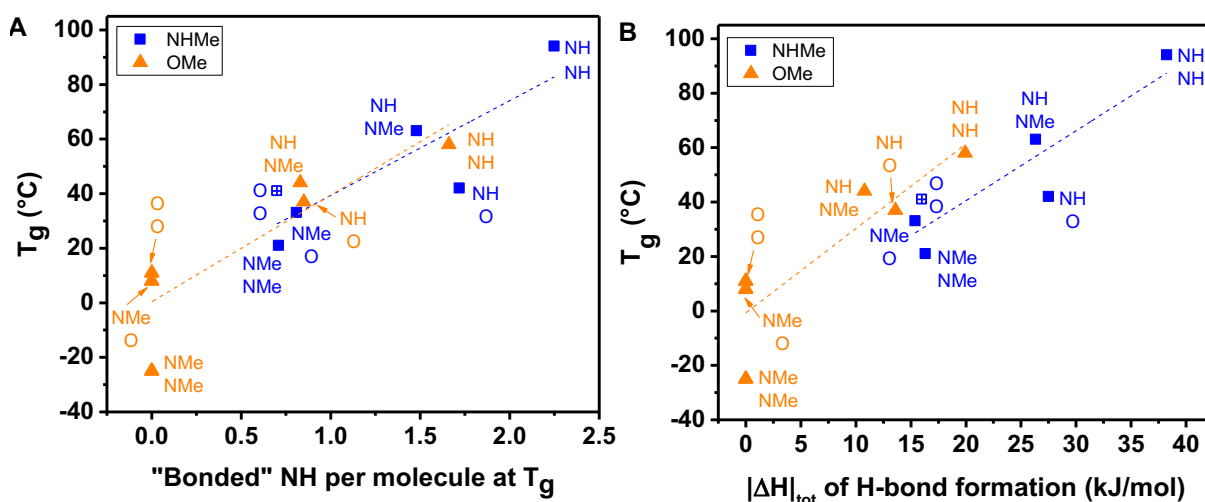 A
NHMe
OMe
100
80
60
40
20
0
-20
-40
Tg (°C)
NH
NH
NH
NMe
NH
NH
NH
NMe
O
O
NH
O
O
O
NMe
O
NH
O
NMe
NMe
NMe
O
NMe
NMe
0.0 0.5 1.0 1.5 2.0 2.5
"Bonded" NH per molecule at Tg
B
NHMe
OMe
100
80
60
40
20
0
-20
-40
Tg (°C)
NH
NH
NH
NMe
NH
NH
NH
O
NH
NMe
O
O
NH
O
O
O
NMe
O
NMe
NMe
NMe
O
NMe
NMe
0 5 10 15 20 25 30 35 40
|ΔH|tot of H-bond formation (kJ/mol)